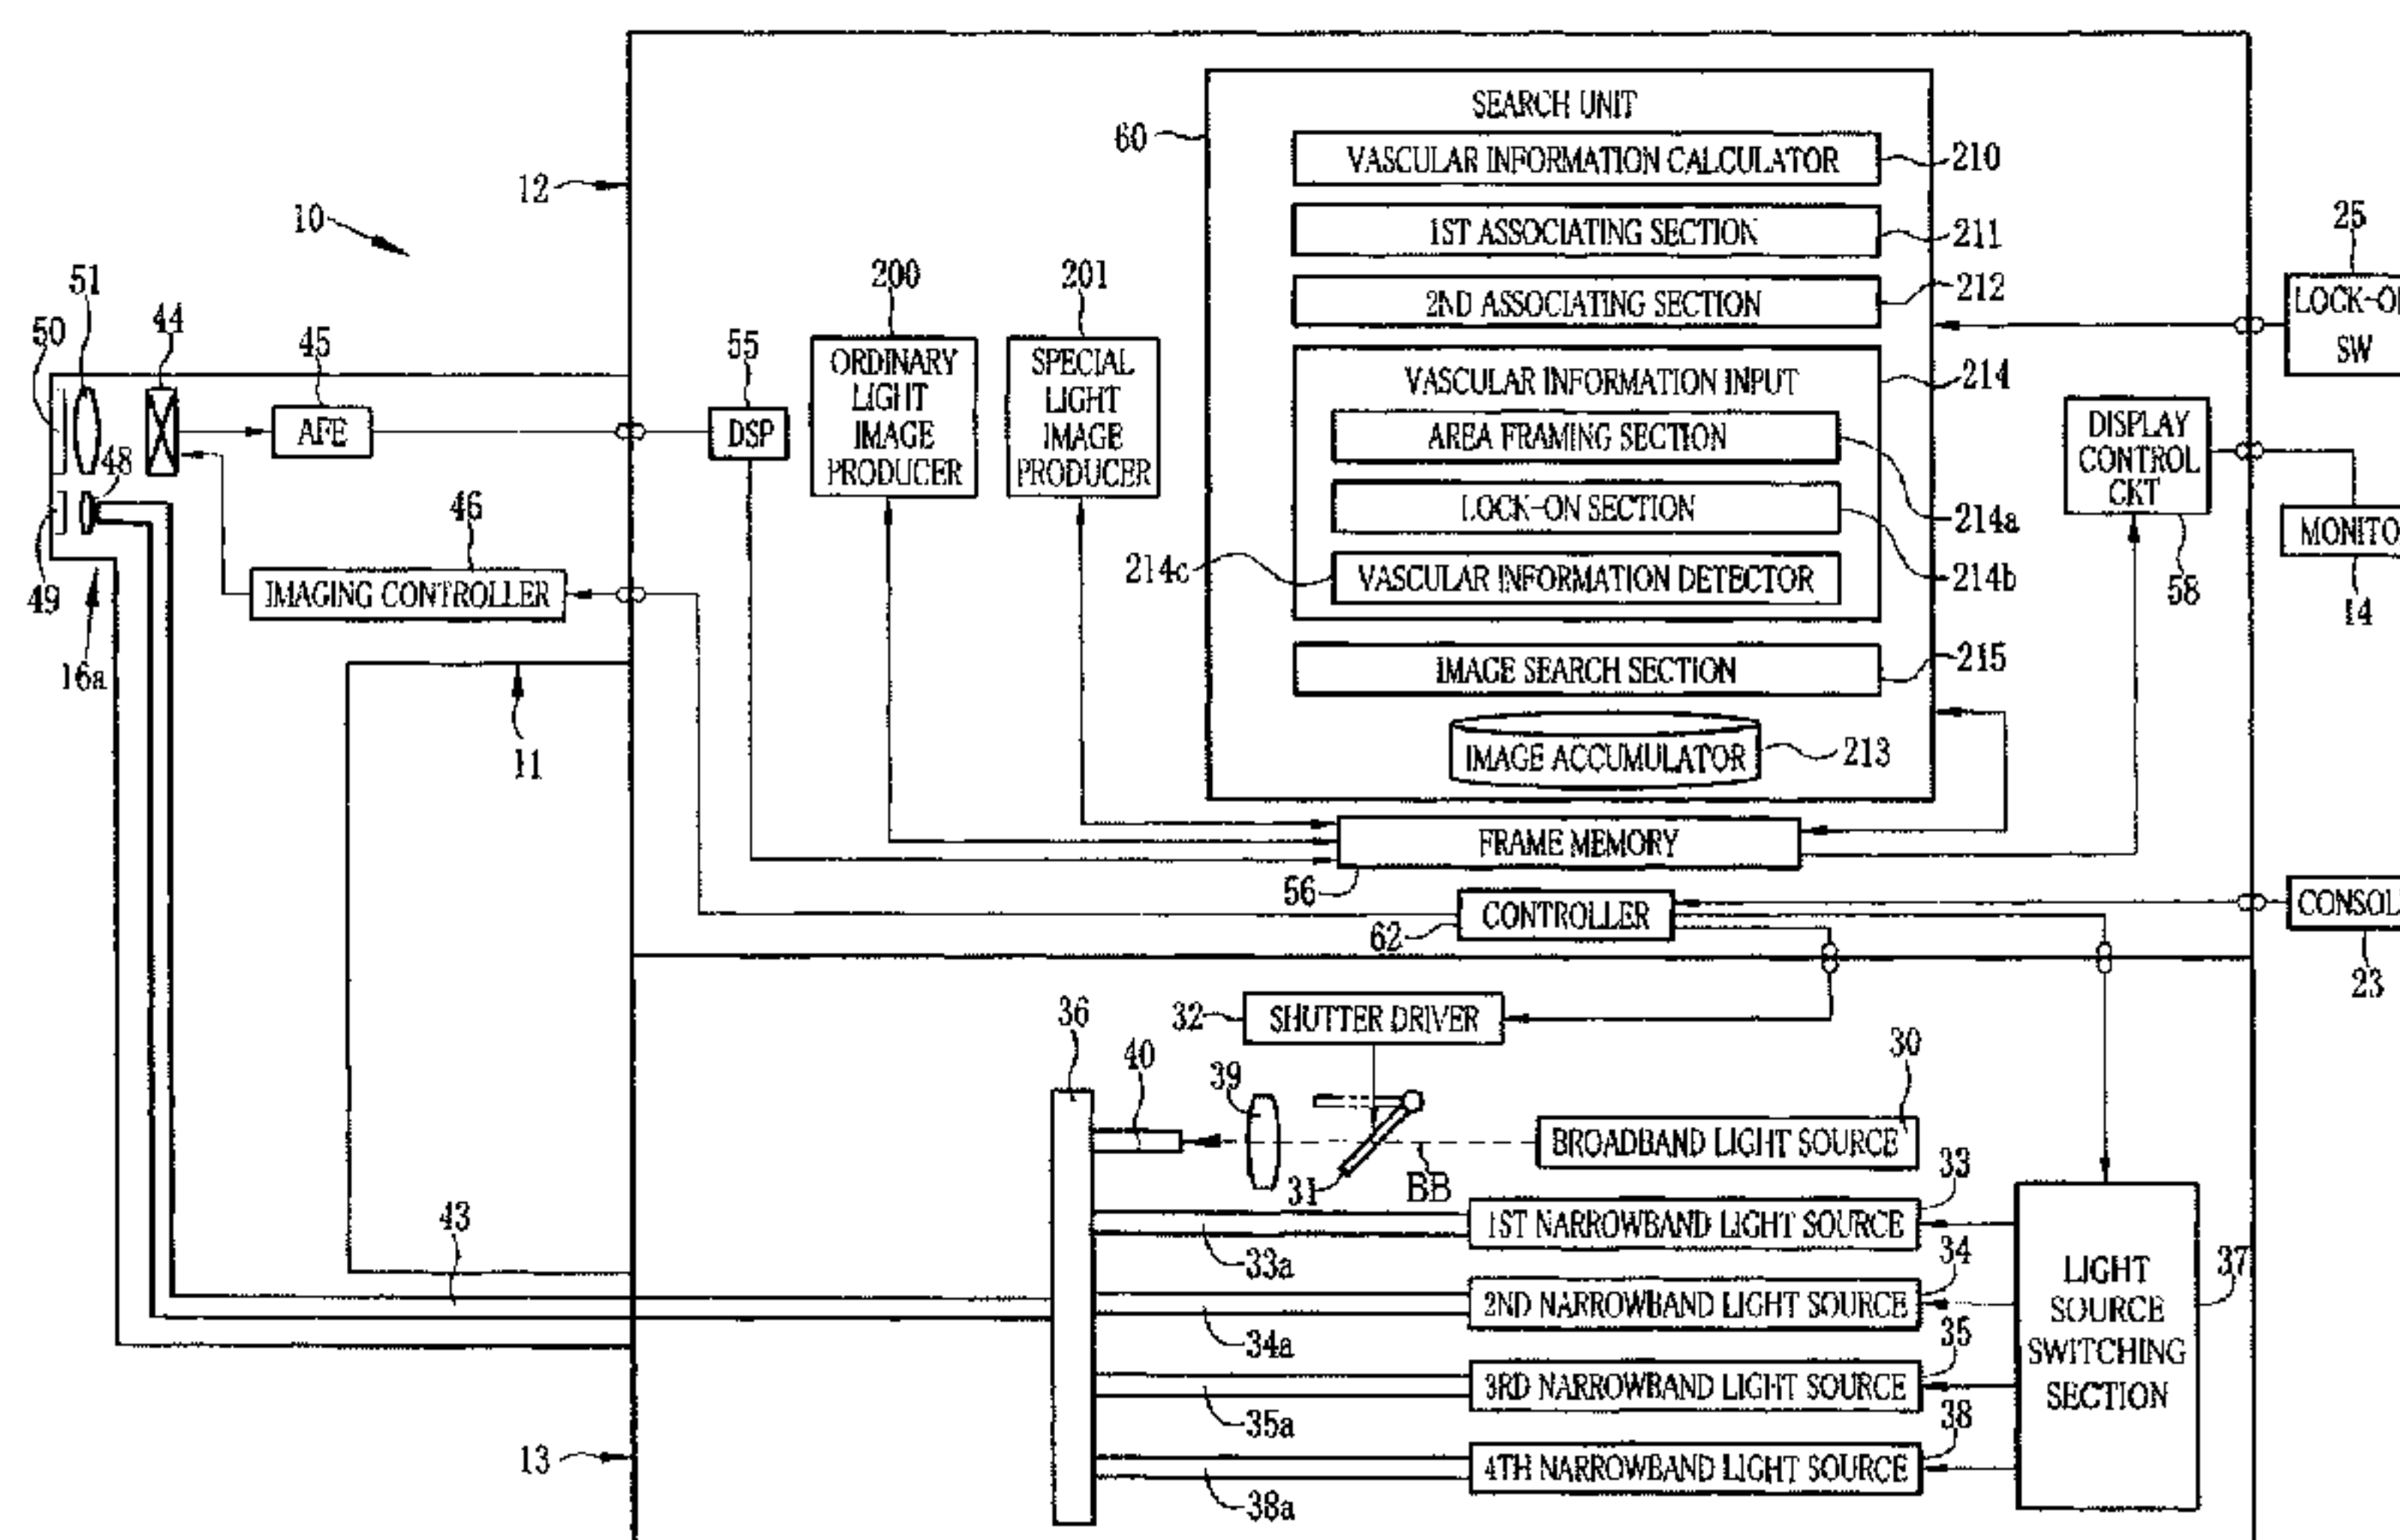 SEARCH UNIT
60
VASCULAR INFORMATION CALCULATOR
210
1ST ASSOCIATING SECTION
211
2ND ASSOCIATING SECTION
212
VASCULAR INFORMATION INPUT
214
AREA FRAMING SECTION
214a
LOCK-ON SECTION
214b
214c
VASCULAR INFORMATION DETECTOR
IMAGE SEARCH SECTION
215
IMAGE ACCUMULATOR
213
12
10
25
SW
51
50
44
45
AFE
48
49
46
IMAGING CONTROLLER
16a
11
55
DSP
200
ORDINARY
LIGHT
IMAGE
PRODUCER
201
SPECIAL
LIGHT
IMAGE
PRODUCER
DISPLAY
CONTROL
CKT
58
14
FRAME MEMORY
56
CONTROLLER
62
23
32
SHUTTER DRIVER
36
40
39
31
BB
30
BROADBAND LIGHT SOURCE
33
1ST NARROWBAND LIGHT SOURCE
33a
34
2ND NARROWBAND LIGHT SOURCE
34a
35
3RD NARROWBAND LIGHT SOURCE
35a
38
4TH NARROWBAND LIGHT SOURCE
38a
LIGHT
SOURCE
SWITCHING
SECTION
37
43
13